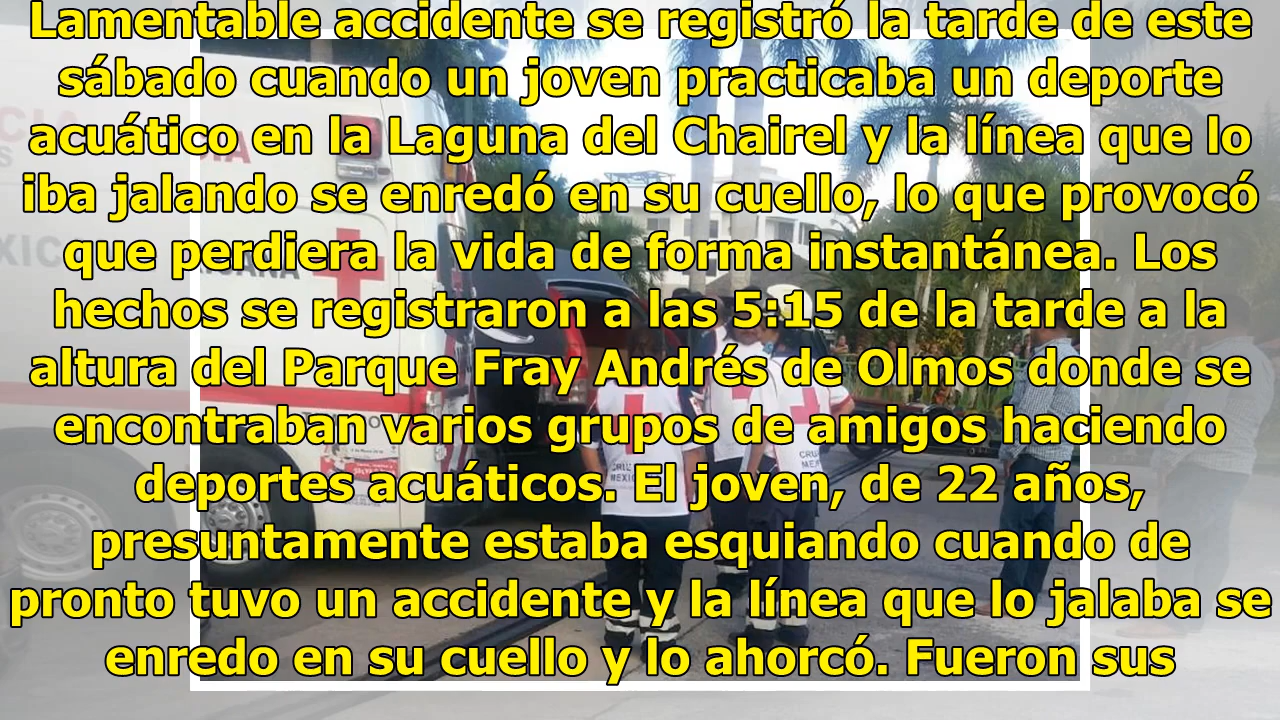 Lamentable accidente se registró la tarde de este
sábado cuando un joven practicaba un deporte
acuático en la Laguna del Chairel y la línea que lo
iba jalando se enredó en su cuello, lo que provocó
que perdiera la vida de forma instantánea. Los
hechos se registraron a las 5:15 de la tarde a la
altura del Parque Fray Andrés de Olmos donde se
encontraban varios grupos de amigos haciendo
deportes acuáticos. El joven, de 22 años,
presuntamente estaba esquiando cuando de
pronto tuvo un accidente y la línea que lo jalaba se
enredo en su cuello y lo ahorcó. Fueron sus